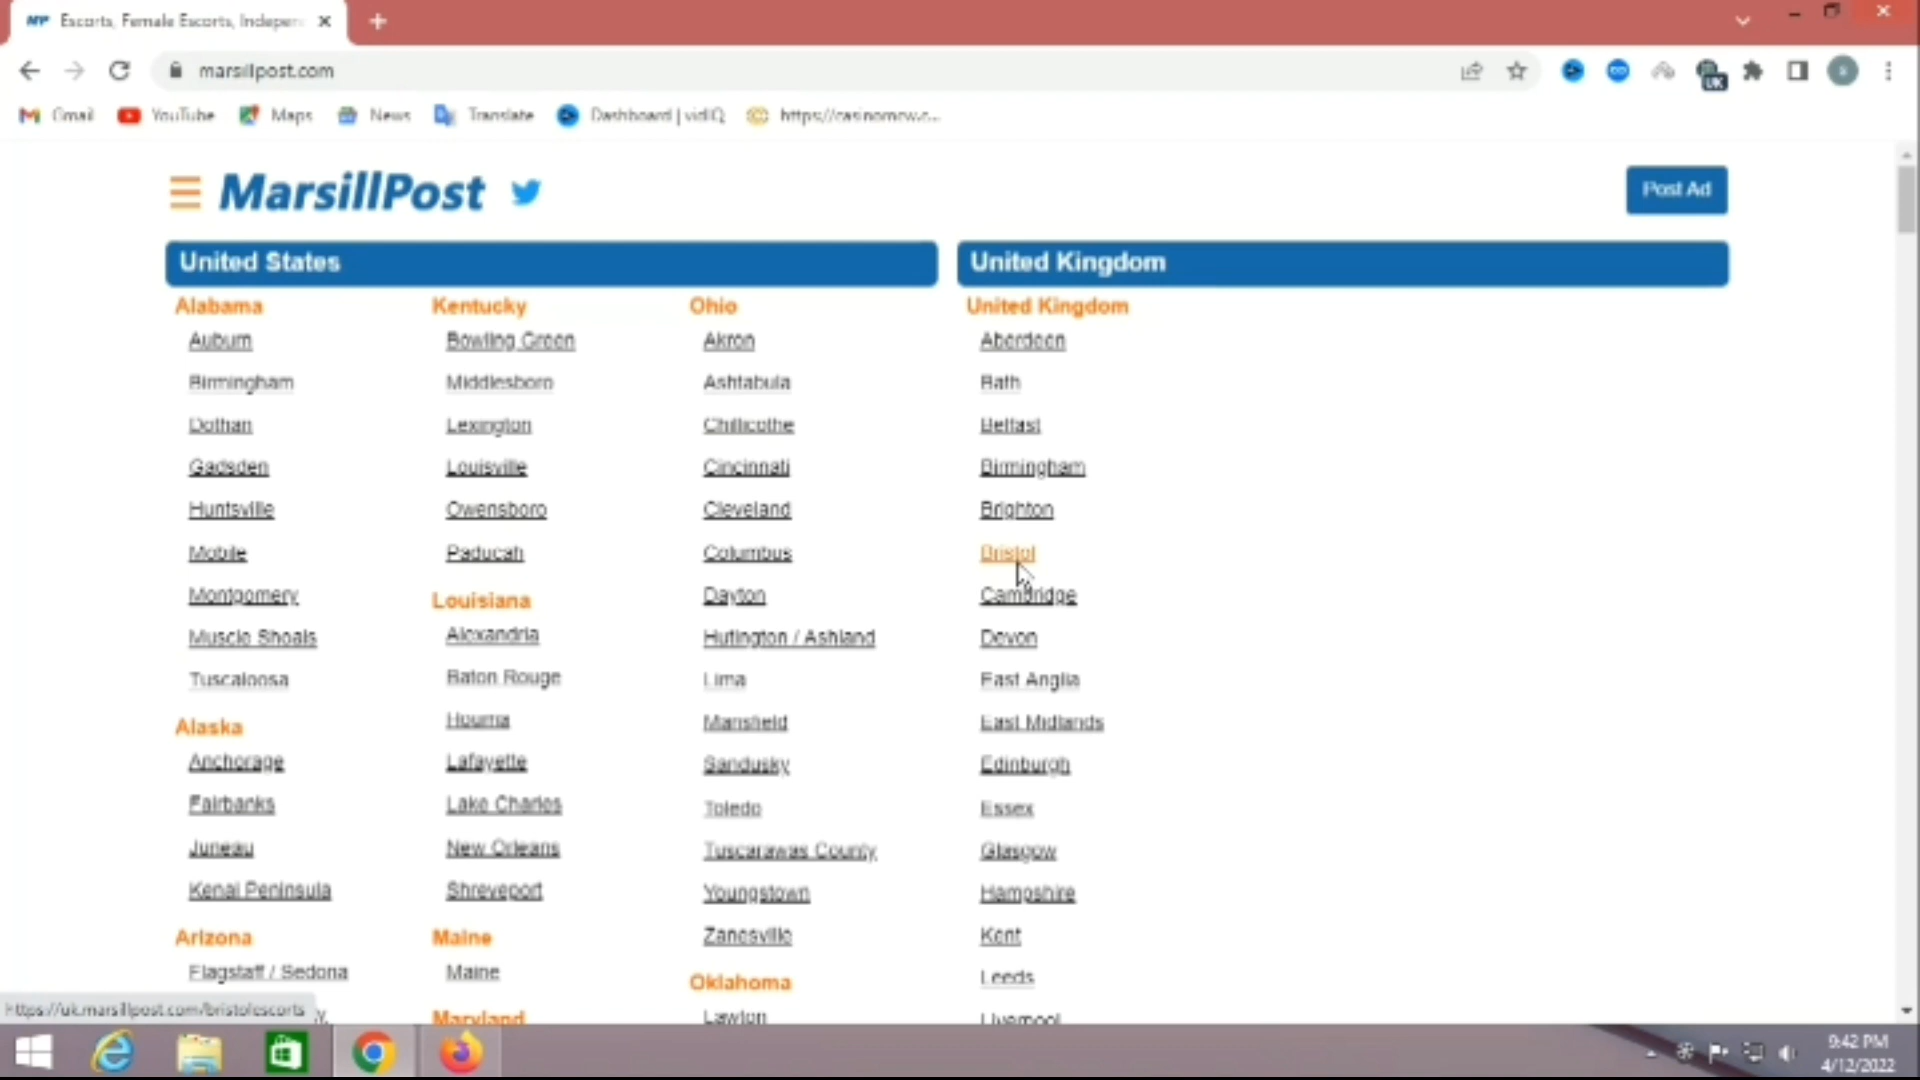 Escorts, Female Escorts, Indepen
marsillpost.com
UK
Gmail
YouTube
Maps
News
Translate
Dashboard | vidIQ
https://casinomcw.c...
MarsillPost
Post Ad
United States
Alabama
Auburn
Birmingham
Dothan
Gadsden
Huntsville
Mobile
Montgomery
Muscle Shoals
Tuscaloosa
Alaska
Anchorage
Fairbanks
Juneau
Kenai Peninsula
Arizona
Flagstaff / Sedona
Kentucky
Bowling Green
Middlesboro
Lexington
Louisville
Owensboro
Paducah
Louisiana
Alexandria
Baton Rouge
Houma
Lafayette
Lake Charles
New Orleans
Shreveport
Maine
Maine
Maryland
Ohio
Akron
Ashtabula
Chillicothe
Cincinnati
Cleveland
Columbus
Dayton
Hutington / Ashland
Lima
Mansfield
Sandusky
Toledo
Tuscarawas County
Youngstown
Zanesville
Oklahoma
Lawton
United Kingdom
United Kingdom
Aberdeen
Bath
Belfast
Birmingham
Brighton
Bristol
Cambridge
Devon
East Anglia
East Midlands
Edinburgh
Essex
Glasgow
Hampshire
Kent
Leeds
Liverpool
https://uk.marsillpost.com/bristolescorts
9:42 PM
4/12/2022